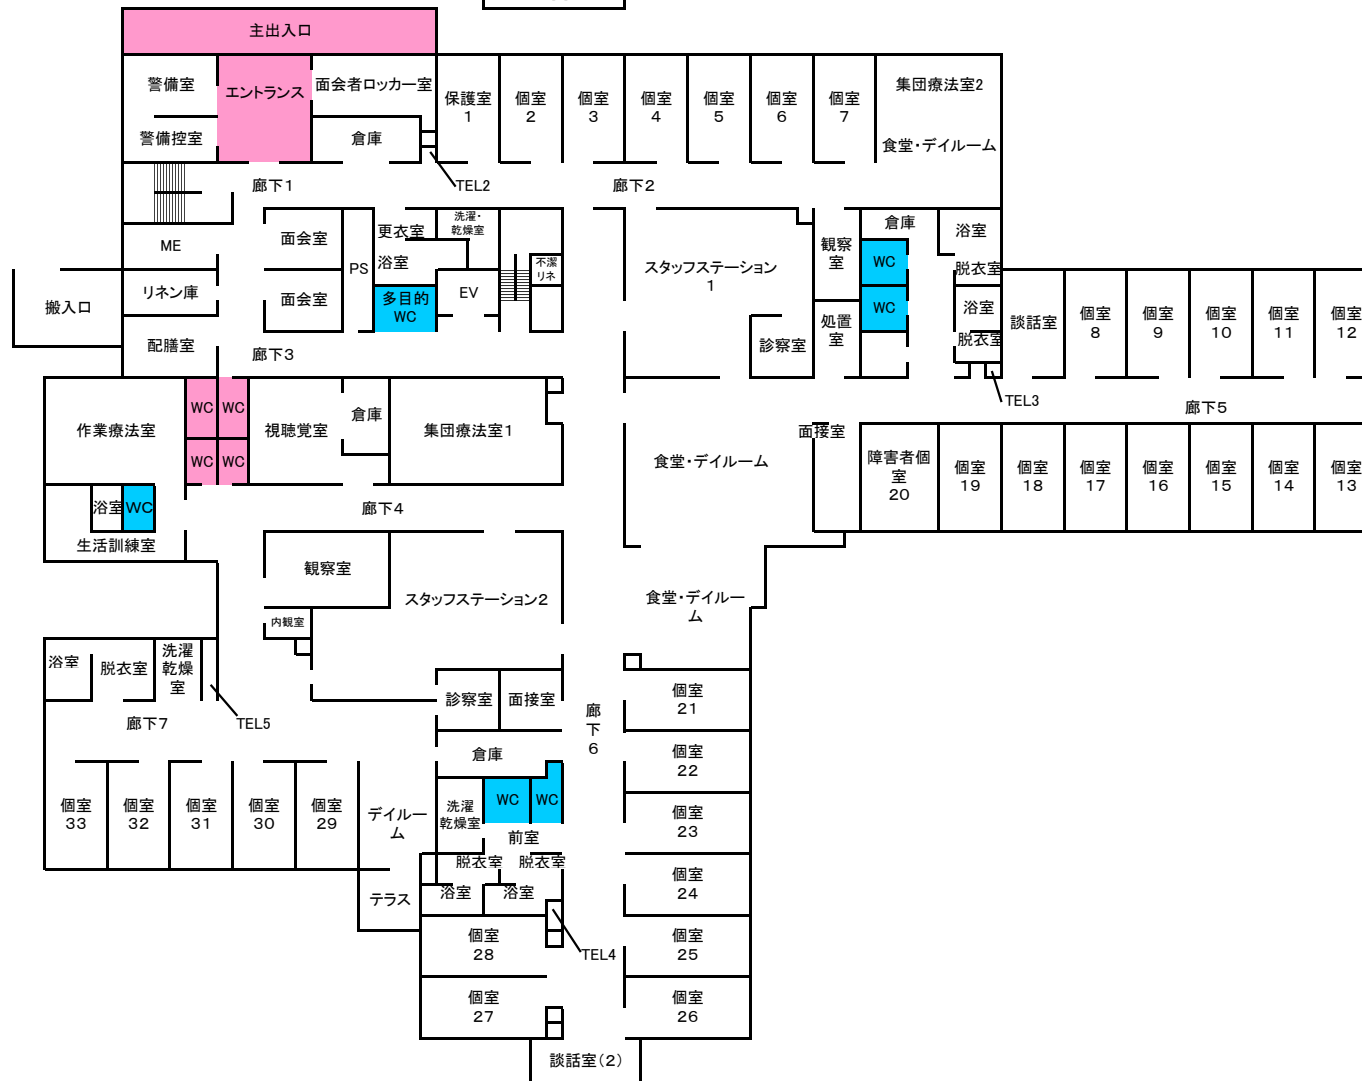 主出入口
警備室
エントランス
面会者ロッカー室
保護室
1
個室
2
個室
3
個室
4
個室
5
個室
6
個室
7
集団療法室2
警備控室
倉庫
食堂・デイルーム
廊下1
TEL2
廊下2
ME
面会室
PS
更衣室
浴室
洗濯・
乾燥室
不潔
リネ
スタッフステーション
1
観察
室
倉庫
WC
浴室
脱衣室
搬入口
リネン庫
面会室
多目的
WC
EV
処置
室
WC
浴室
脱衣室
談話室
個室
8
個室
9
個室
10
個室
11
個室
12
配膳室
廊下3
診察室
TEL3
廊下5
作業療法室
WC
WC
WC
WC
視聴覚室
倉庫
集団療法室1
食堂・デイルーム
面接室
障害者個
室
20
個室
19
個室
18
個室
17
個室
16
個室
15
個室
14
個室
13
浴室
WC
生活訓練室
廊下4
観察室
内観室
スタッフステーション2
食堂・デイルー
ム
浴室
脱衣室
洗濯
乾燥
室
TEL5
廊下7
診察室
面接室
廊
下
6
個室
21
倉庫
個室
22
個室
33
個室
32
個室
31
個室
30
個室
29
デイルー
ム
洗濯
乾燥室
WC
WC
前室
個室
23
脱衣室
脱衣室
浴室
浴室
個室
24
テラス
個室
28
TEL4
個室
25
個室
27
個室
26
談話室(2)